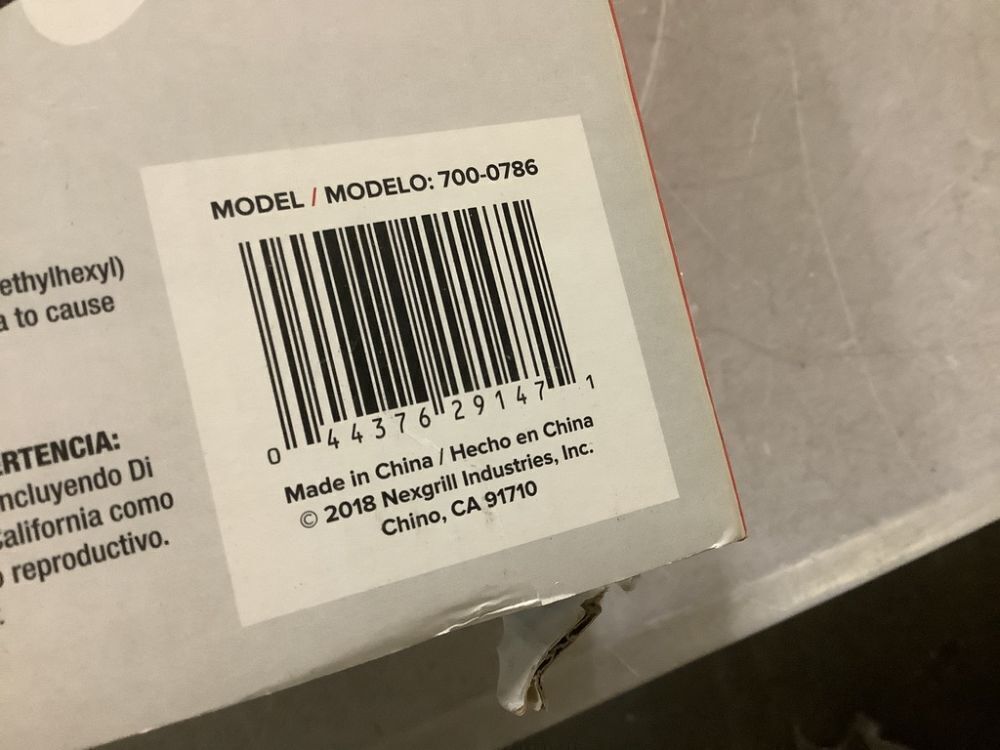 MODEL / MODELO: 700-0786
0 44376 29147 1
Made in China / Hecho en China
© 2018 Nexgrill Industries, Inc.
Chino, CA 91710
ethylhexyl)
a to cause
ERTENCIA:
ncluyendo Di
California como
o reproductivo.